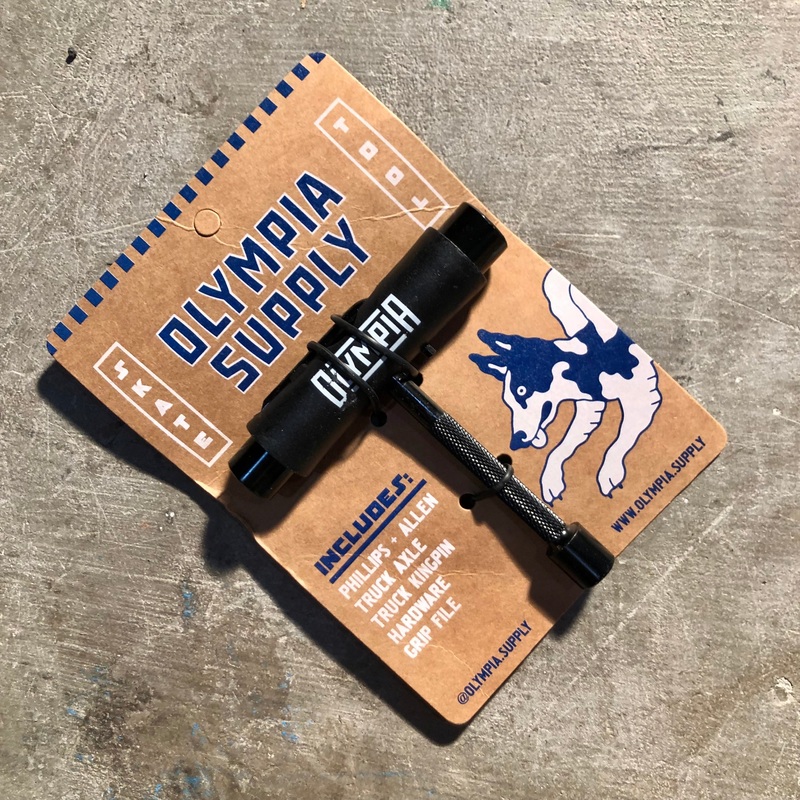 OLYMPIA
SUPPLY
SKATE
TOOL
OLYMPIA
INCLUDES:
PHILLIPS + ALLEN
TRUCK AXLE
TRUCK KINGPIN
HARDWARE
GRIP FILE
@OLYMPIA.SUPPLY
WWW.OLYMPIA.SUPPLY